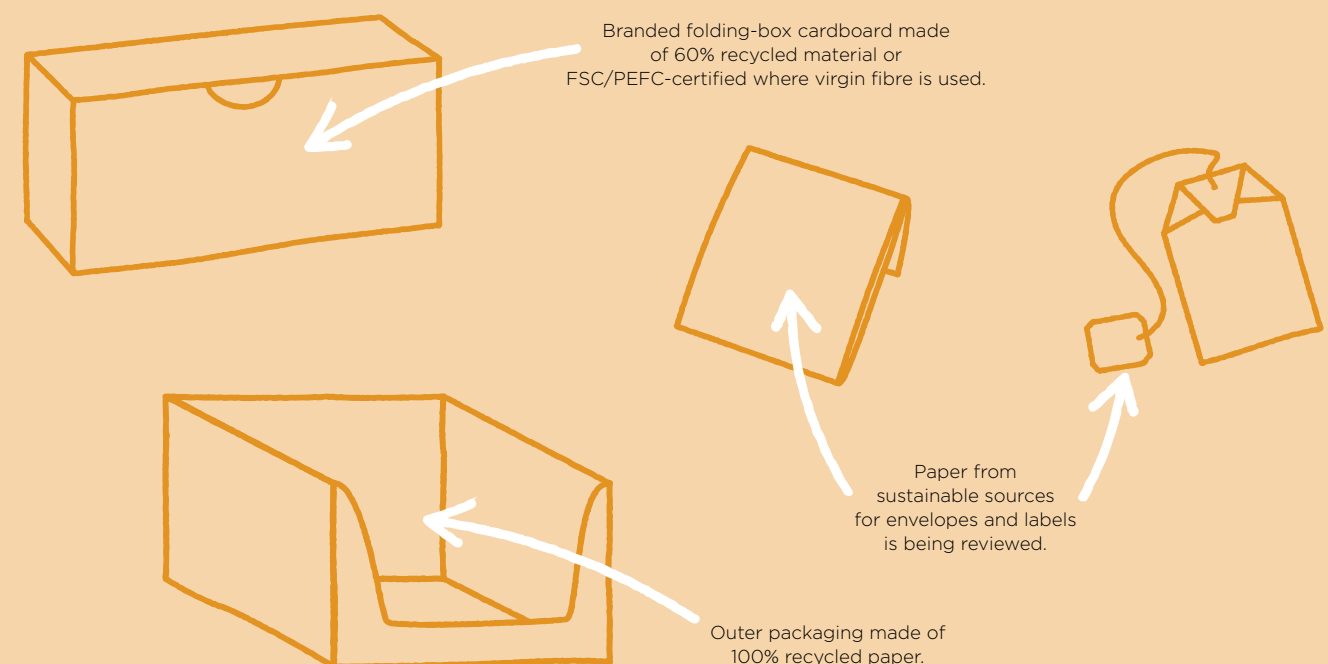 Branded folding-box cardboard made
of 60% recycled material or
FSC/PEFC-certified where virgin fibre is used.
Paper from
sustainable sources
for envelopes and labels
is being reviewed.
Outer packaging made of
100% recycled paper.